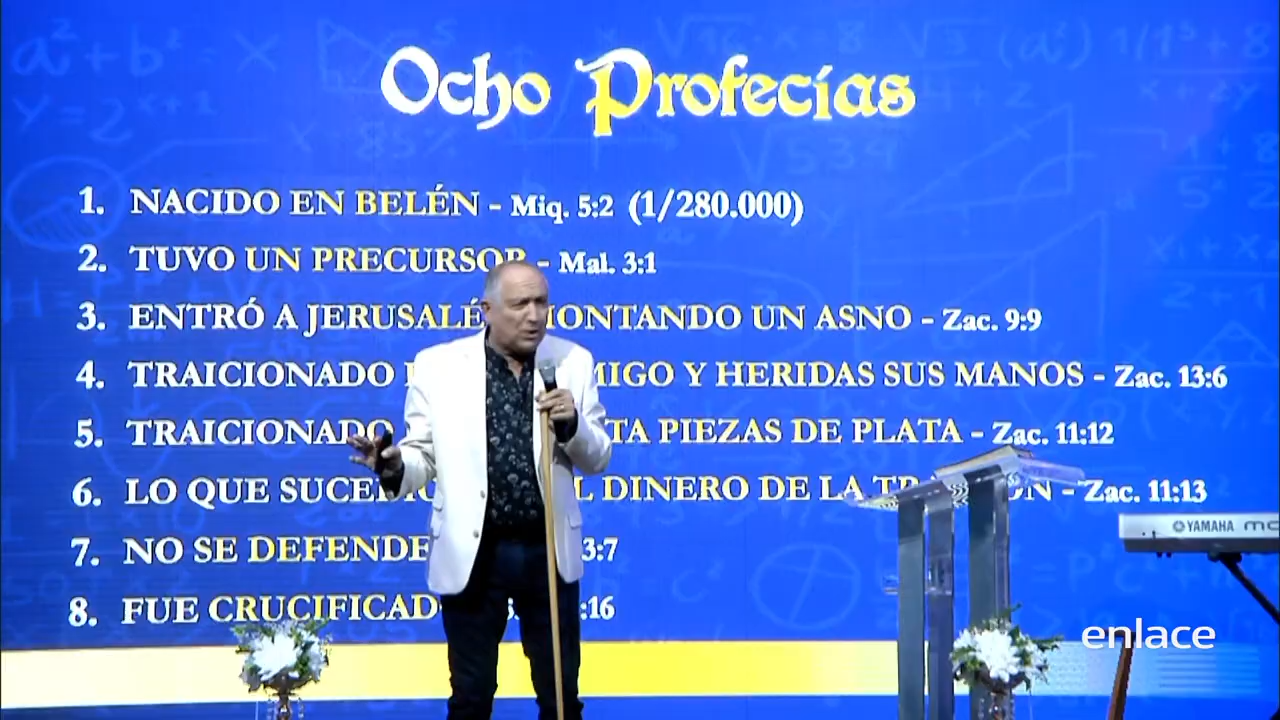 Ocho Profecías
1. NACIDO EN BELÉN - Miq. 5:2 (1/280.000)
2. TUVO UN PRECURSOR - Mal. 3:1
3. ENTRÓ A JERUSALÉ MONTANDO UN ASNO - Zac. 9:9
4. TRAICIONADO MIGO Y HERIDAS SUS MANOS - Zac. 13:6
5. TRAICIONADO TA PIEZAS DE PLATA - Zac. 11:12
6. LO QUE SUCEDIÓ L DINERO DE LA TRAICIÓN - Zac. 11:13
7. NO SE DEFENDE 3:7
8. FUE CRUCIFICAD :16
YAMAHA
enlace